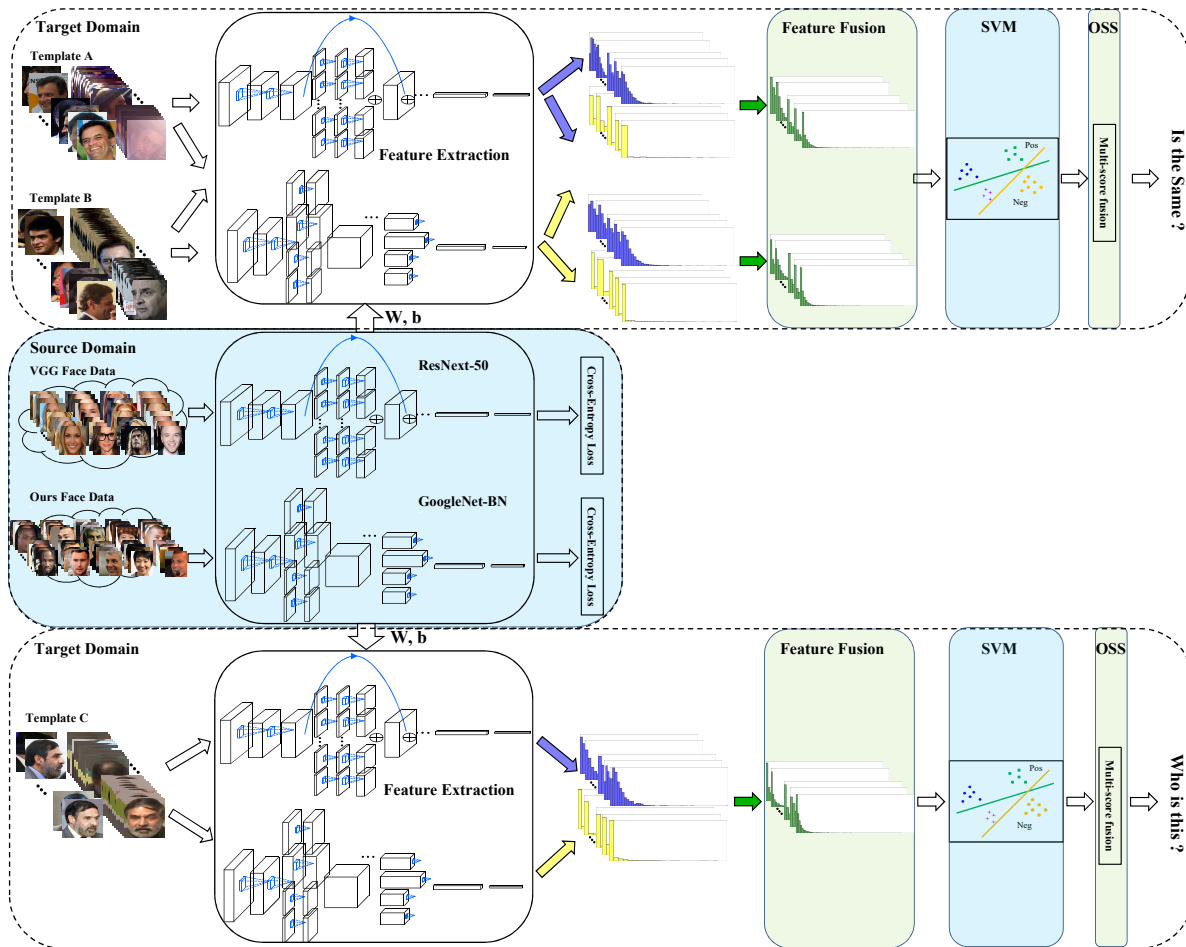 Target Domain
Feature Fusion
SVM
OSS
Template A
Feature Extraction
Pos
Neg
Multi-score fusion
Is the Same ?
Template B
W, b
Source Domain
VGG Face Data
ResNext-50
Cross-Entropy Loss
Ours Face Data
GoogleNet-BN
Cross-Entropy Loss
W, b
Target Domain
Feature Fusion
SVM
OSS
Template C
Feature Extraction
Pos
Neg
Multi-score fusion
Who is this ?